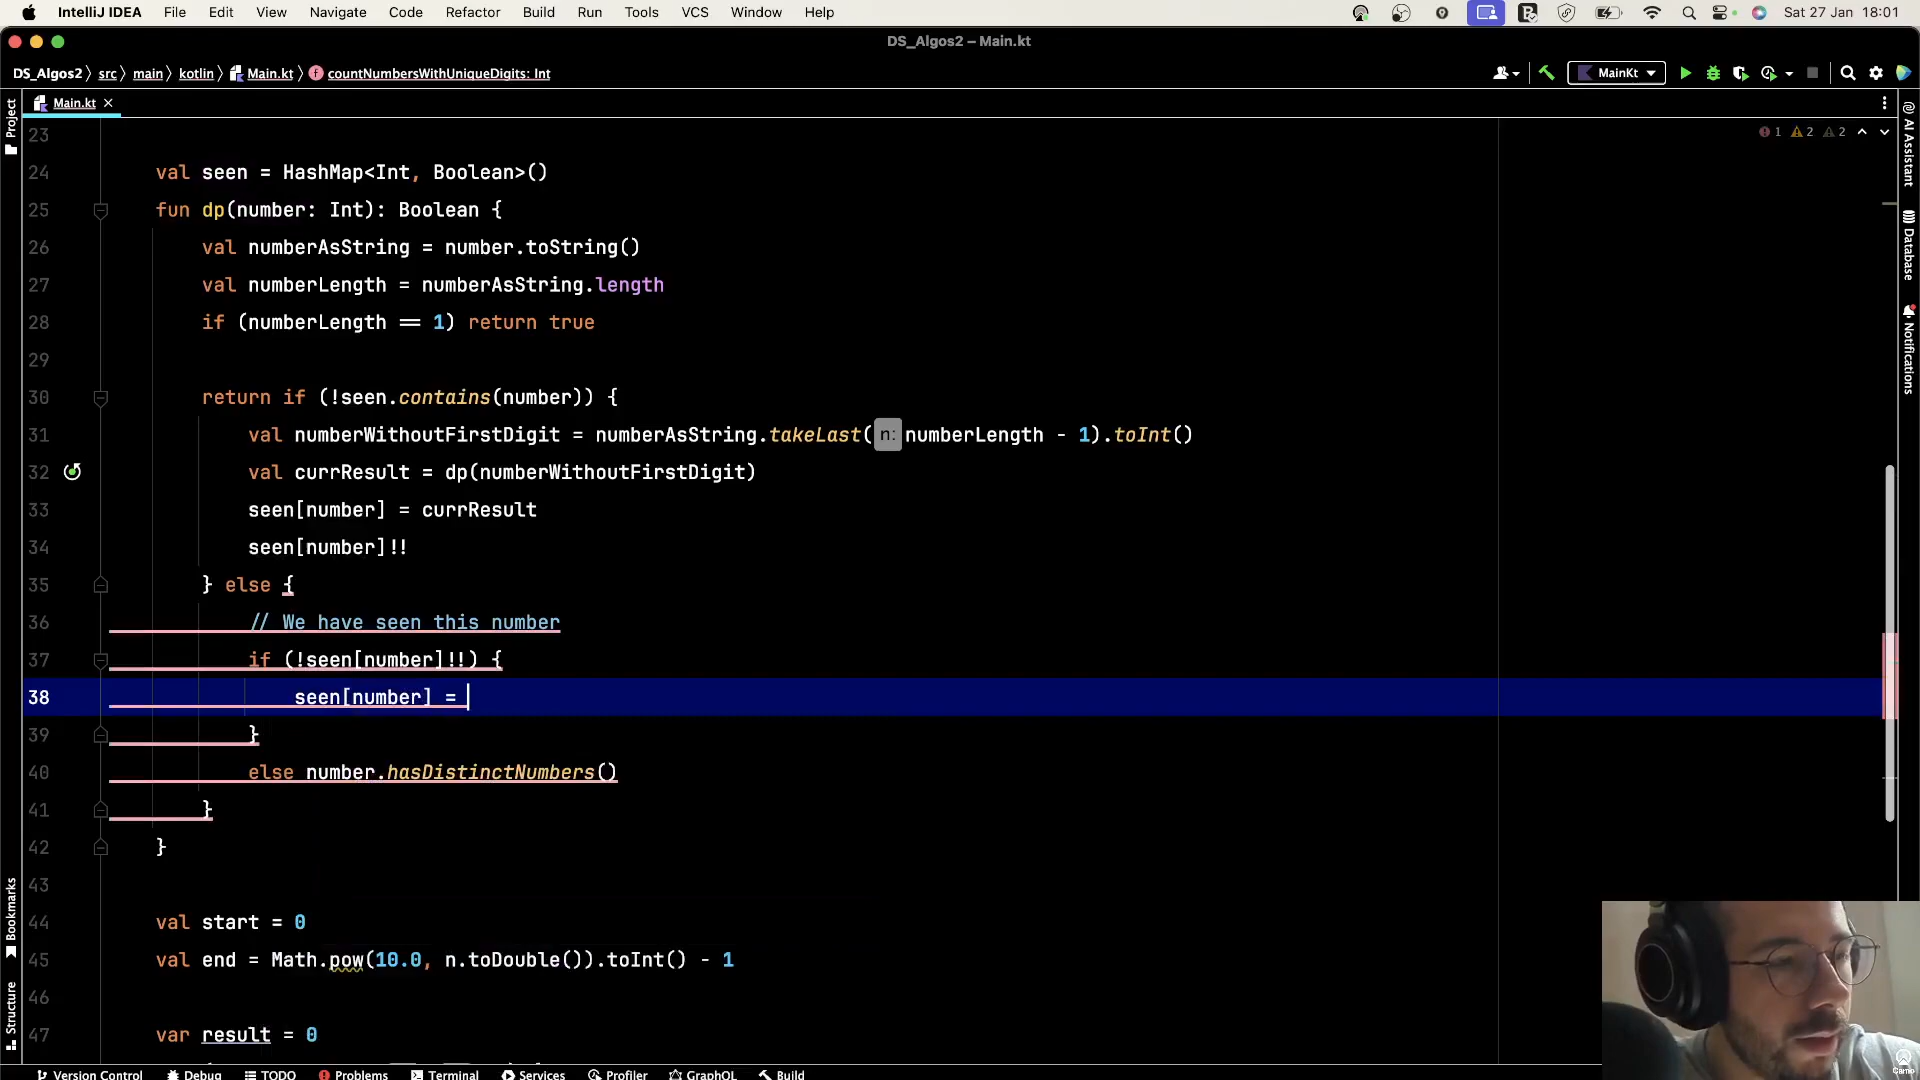 IntelliJ IDEA File Edit View Navigate Code Refactor Build Run Tools VCS Window Help Sat 27 Jan 18:01
DS_Algos2 – Main.kt
DS_Algos2 src main kotlin Main.kt countNumbersWithUniqueDigits: Int MainKt
Project Main.kt
1 2 2
@ AI Assistant
Database
Notifications
23
24 val seen = HashMap<Int, Boolean>()
25 fun dp(number: Int): Boolean {
26 val numberAsString = number.toString()
27 val numberLength = numberAsString.length
28 if (numberLength == 1) return true
29
30 return if (!seen.contains(number)) {
31 val numberWithoutFirstDigit = numberAsString.takeLast( n: numberLength - 1).toInt()
32 val currResult = dp(numberWithoutFirstDigit)
33 seen[number] = currResult
34 seen[number]!!
35 } else {
36 // We have seen this number
37 if (!seen[number]!!) {
38 seen[number] =
39 }
40 else number.hasDistinctNumbers()
41 }
42 }
43
44 val start = 0
45 val end = Math.pow(10.0, n.toDouble()).toInt() - 1
46
47 var result = 0
Bookmarks
Structure
Version Control Debug TODO Problems Terminal Services Profiler GraphQL Build
Camo